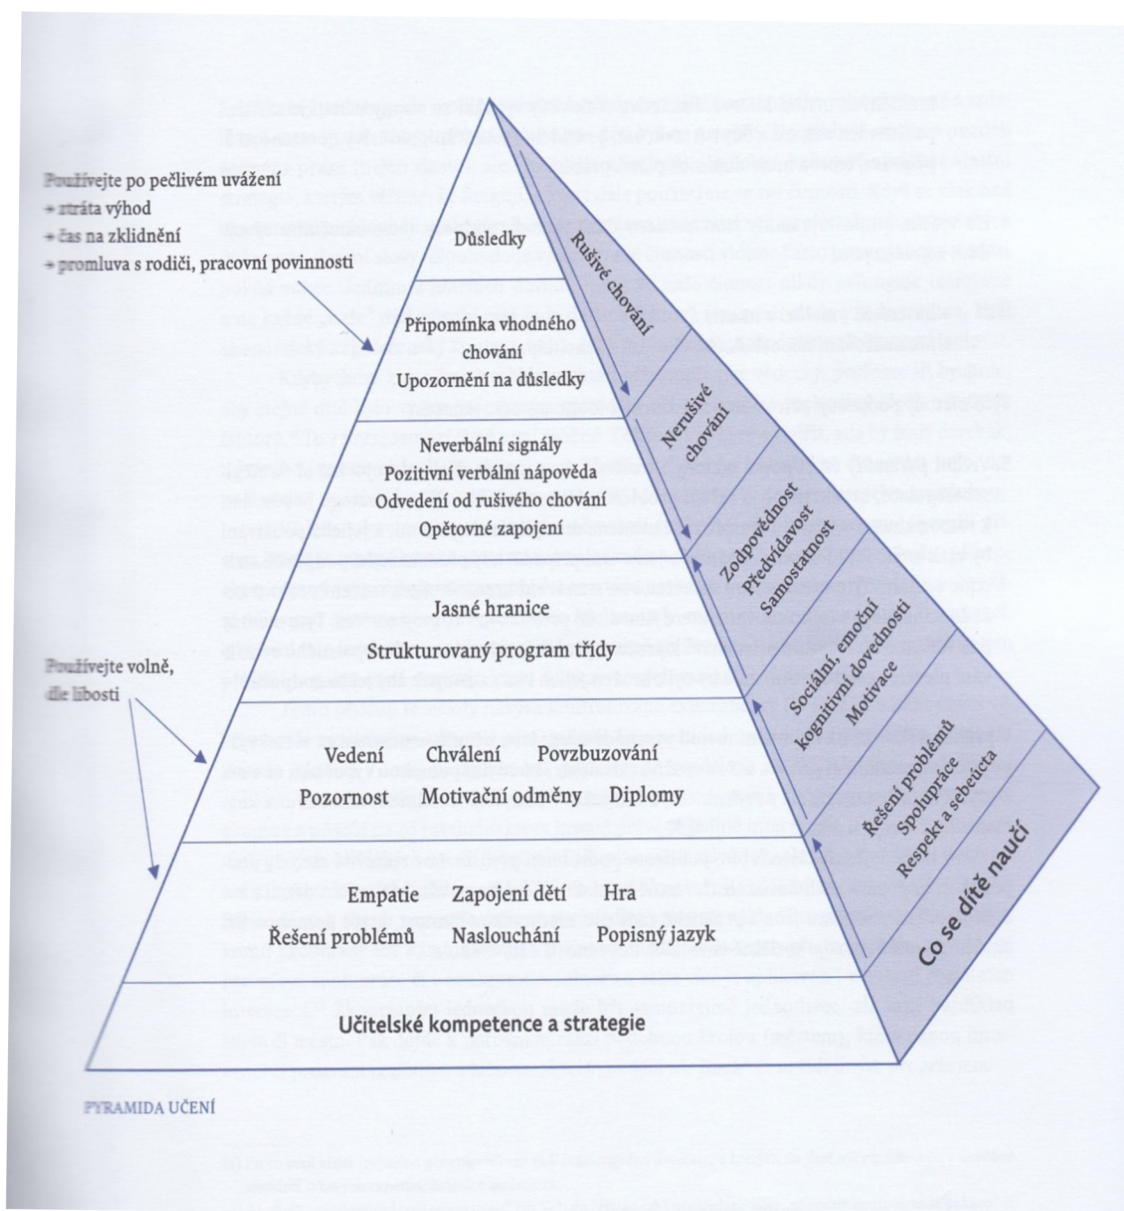 Používejte po pečlivém uvážení
→ ztráta výhod
→ čas na zklidnění
→ promluva s rodiči, pracovní povinnosti
Důsledky
Připomínka vhodného
chování
Upozornění na důsledky
Neverbální signály
Pozitivní verbální nápověda
Odvedení od rušivého chování
Opětovné zapojení
Jasné hranice
Strukturovaný program třídy
Používejte volně,
dle libosti
Vedení Chválení Povzbuzování
Pozornost Motivační odměny Diplomy
Empatie Zapojení dětí Hra
Řešení problémů Naslouchání Popisný jazyk
Učitelské kompetence a strategie
Rušivé chování
Nerušivé
chování
Zodpovědnost
Předvídavost
Samostatnost
Sociální, emoční
kognitivní dovednosti
Motivace
Řešení problémů
Spolupráce
Respekt a sebeúcta
Co se dítě naučí
PYRAMIDA UČENÍ